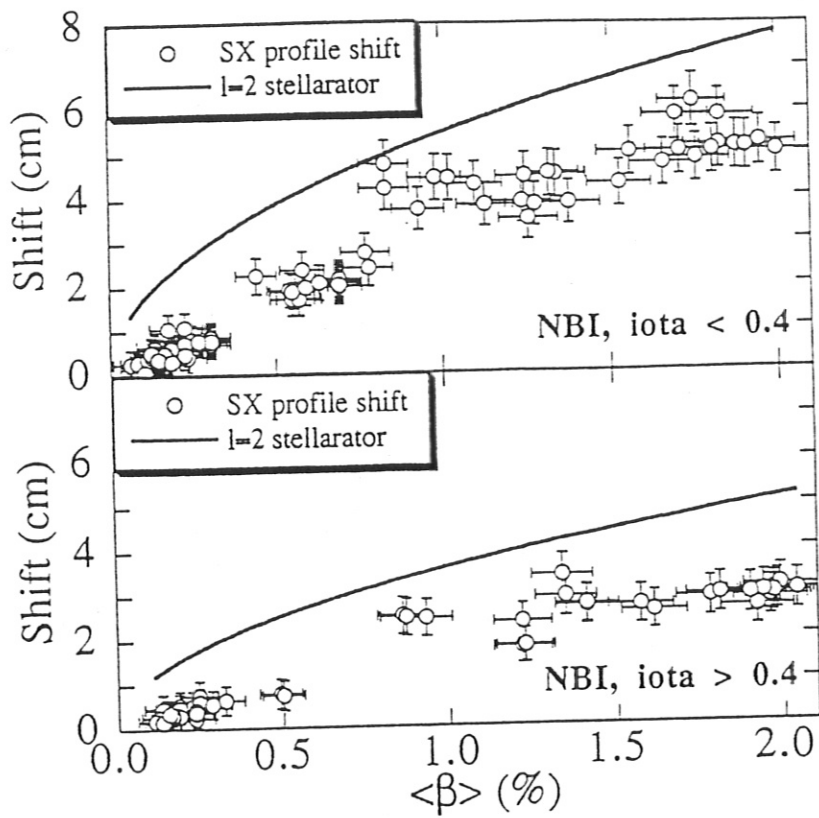 8
SX profile shift
l=2 stellarator
6
4
2
0
Shift (cm)
NBI, iota < 0.4
SX profile shift
l=2 stellarator
6
4
2
0
Shift (cm)
NBI, iota > 0.4
0.0 0.5 1.0 1.5 2.0
<β> (%)